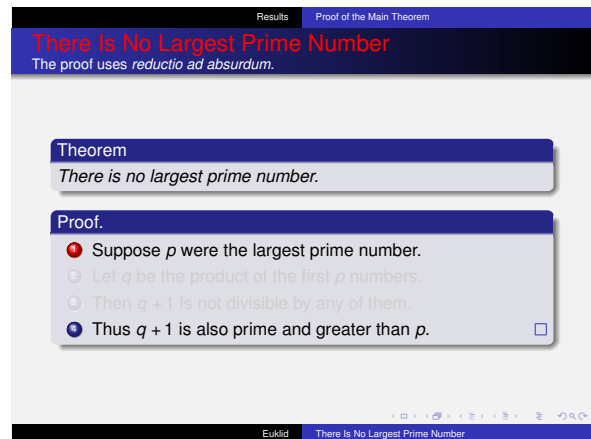 Results Proof of the Main Theorem
There Is No Largest Prime Number
The proof uses reductio ad absurdum.
Theorem
There is no largest prime number.
Proof.
1 Suppose p were the largest prime number.
2 Let q be the product of the first p numbers.
3 Then q + 1 is not divisible by any of them.
4 Thus q + 1 is also prime and greater than p.
Euklid There Is No Largest Prime Number